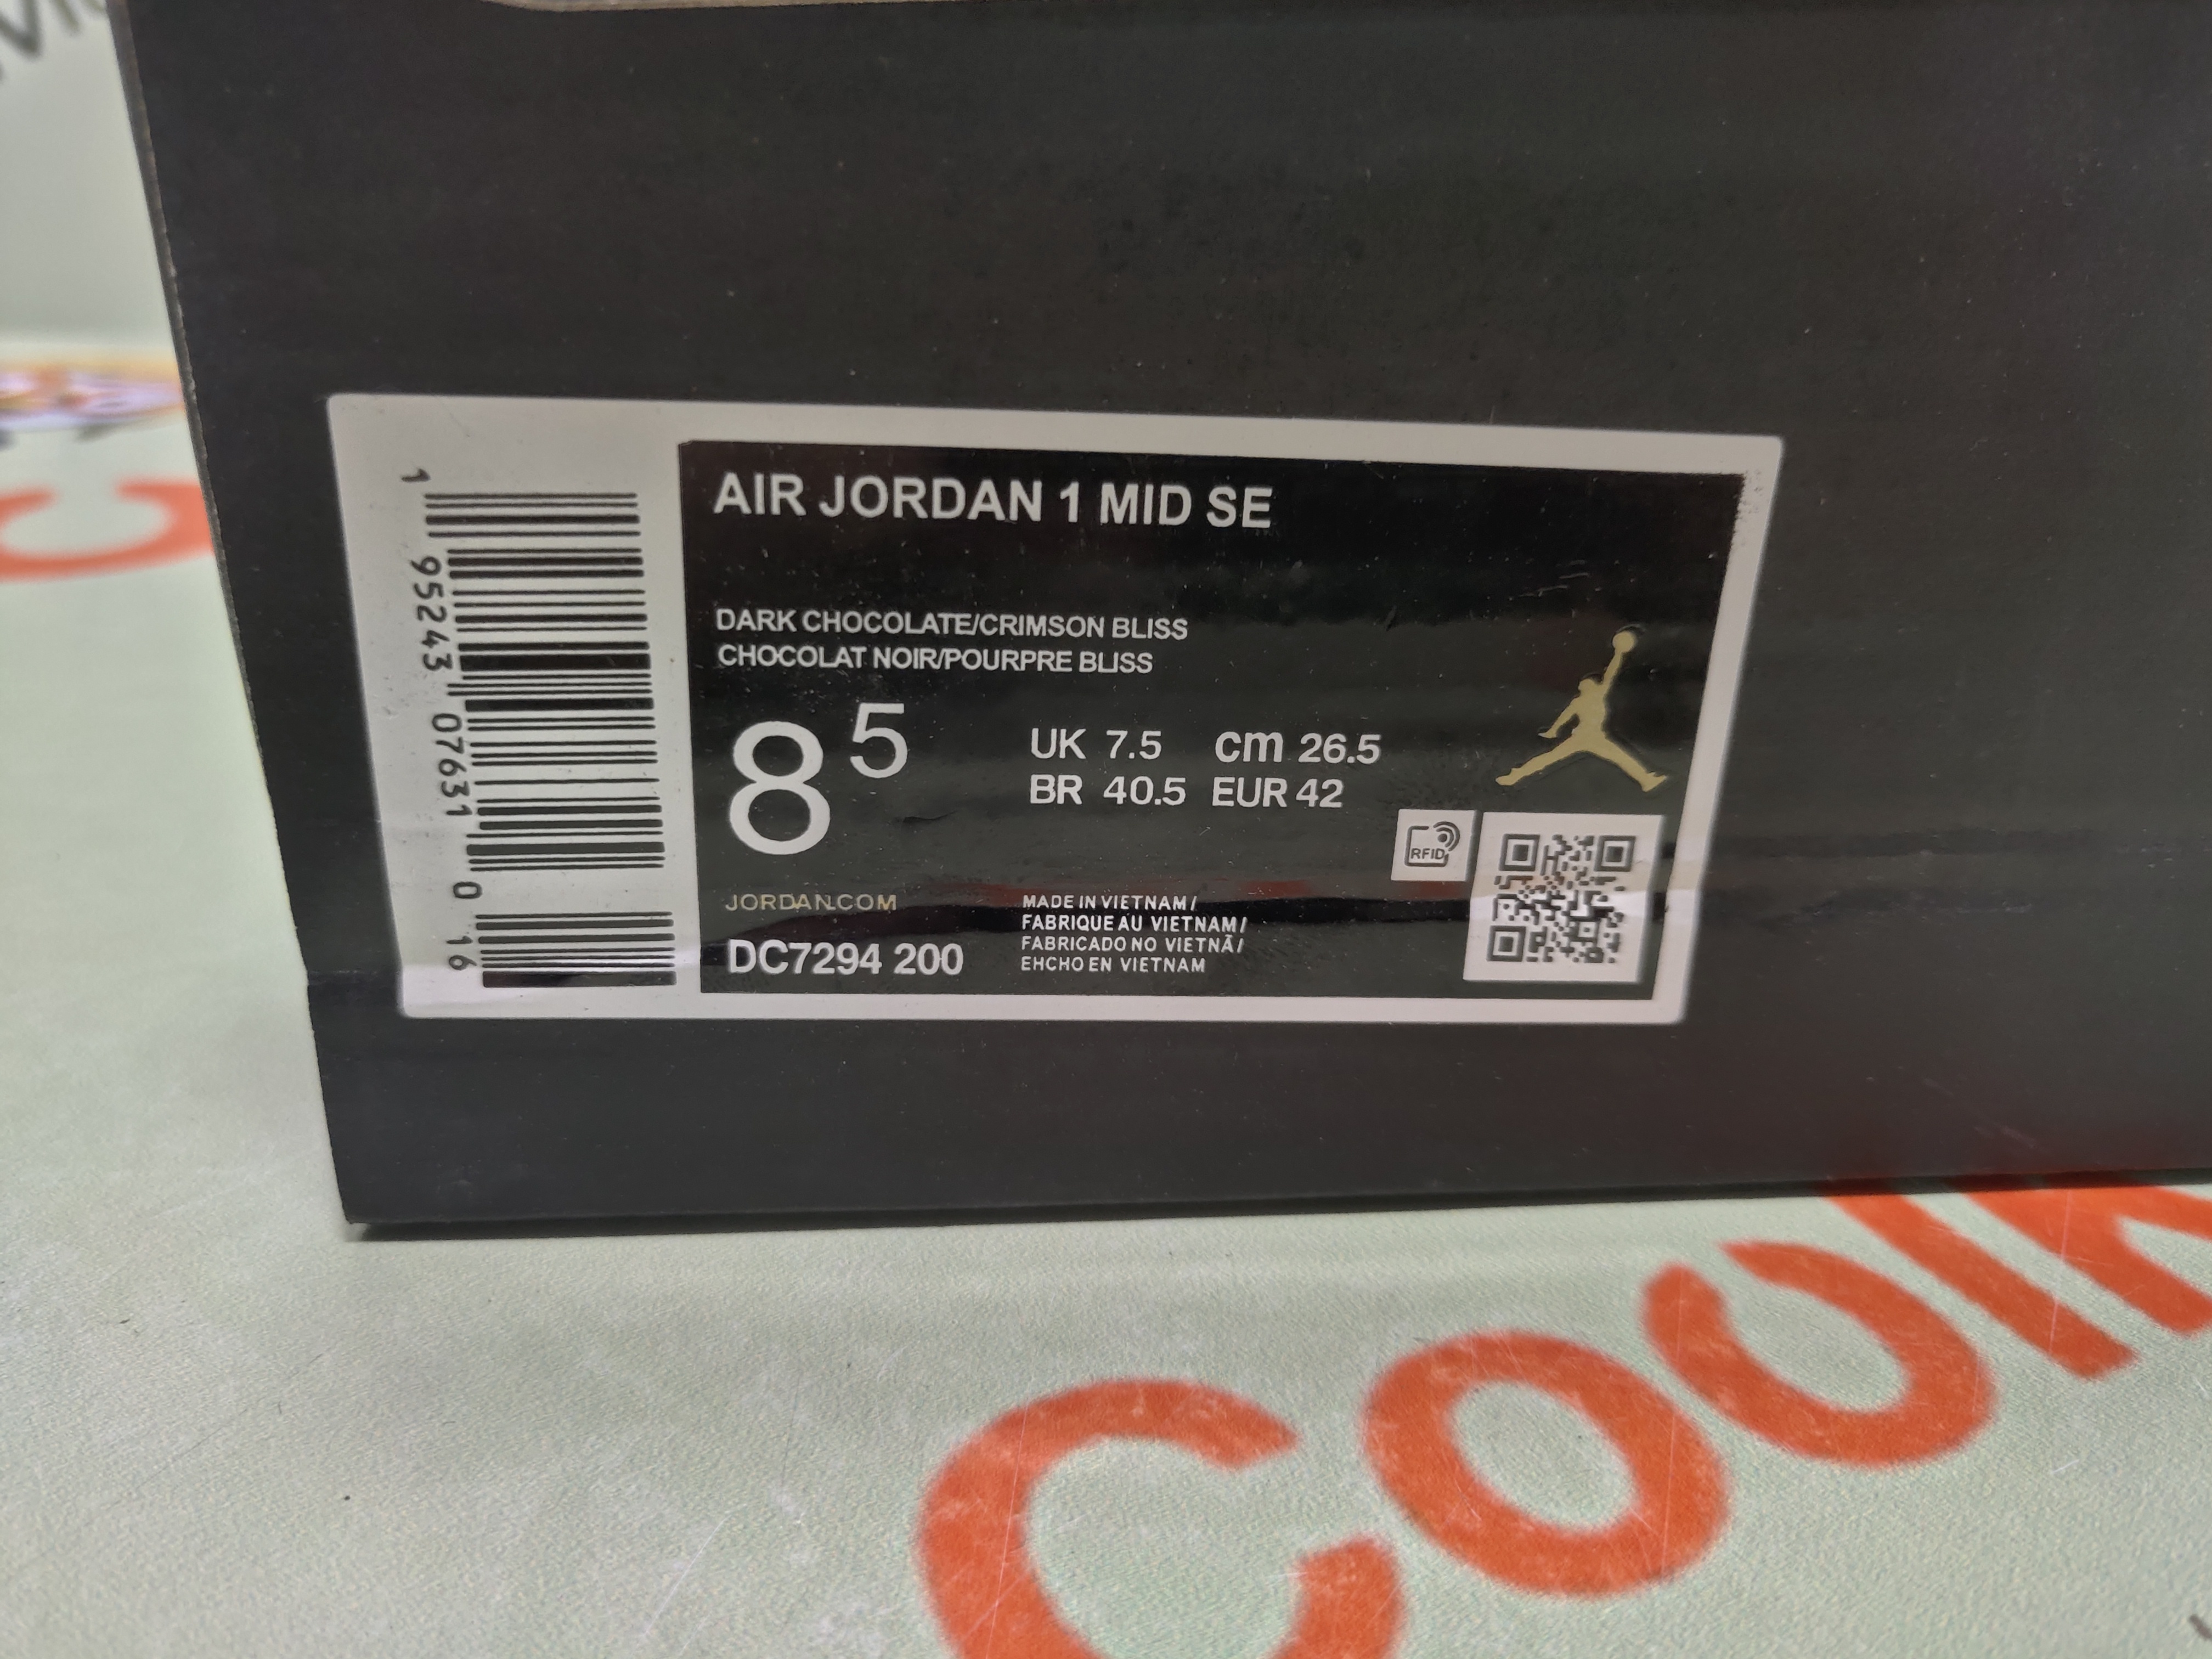 AIR JORDAN 1 MID SE
DARK CHOCOLATE/CRIMSON BLISS
CHOCOLAT NOIR/POURPRE BLISS
8 5
UK 7.5 cm 26.5
BR 40.5 EUR 42
RFID
JORDAN.COM
DC7294 200
MADE IN VIETNAM/
FABRIQUE AU VIETNAM/
FABRICADO NO VIETNÃ/
EHCHO EN VIETNAM
1 95243 07631 0 16